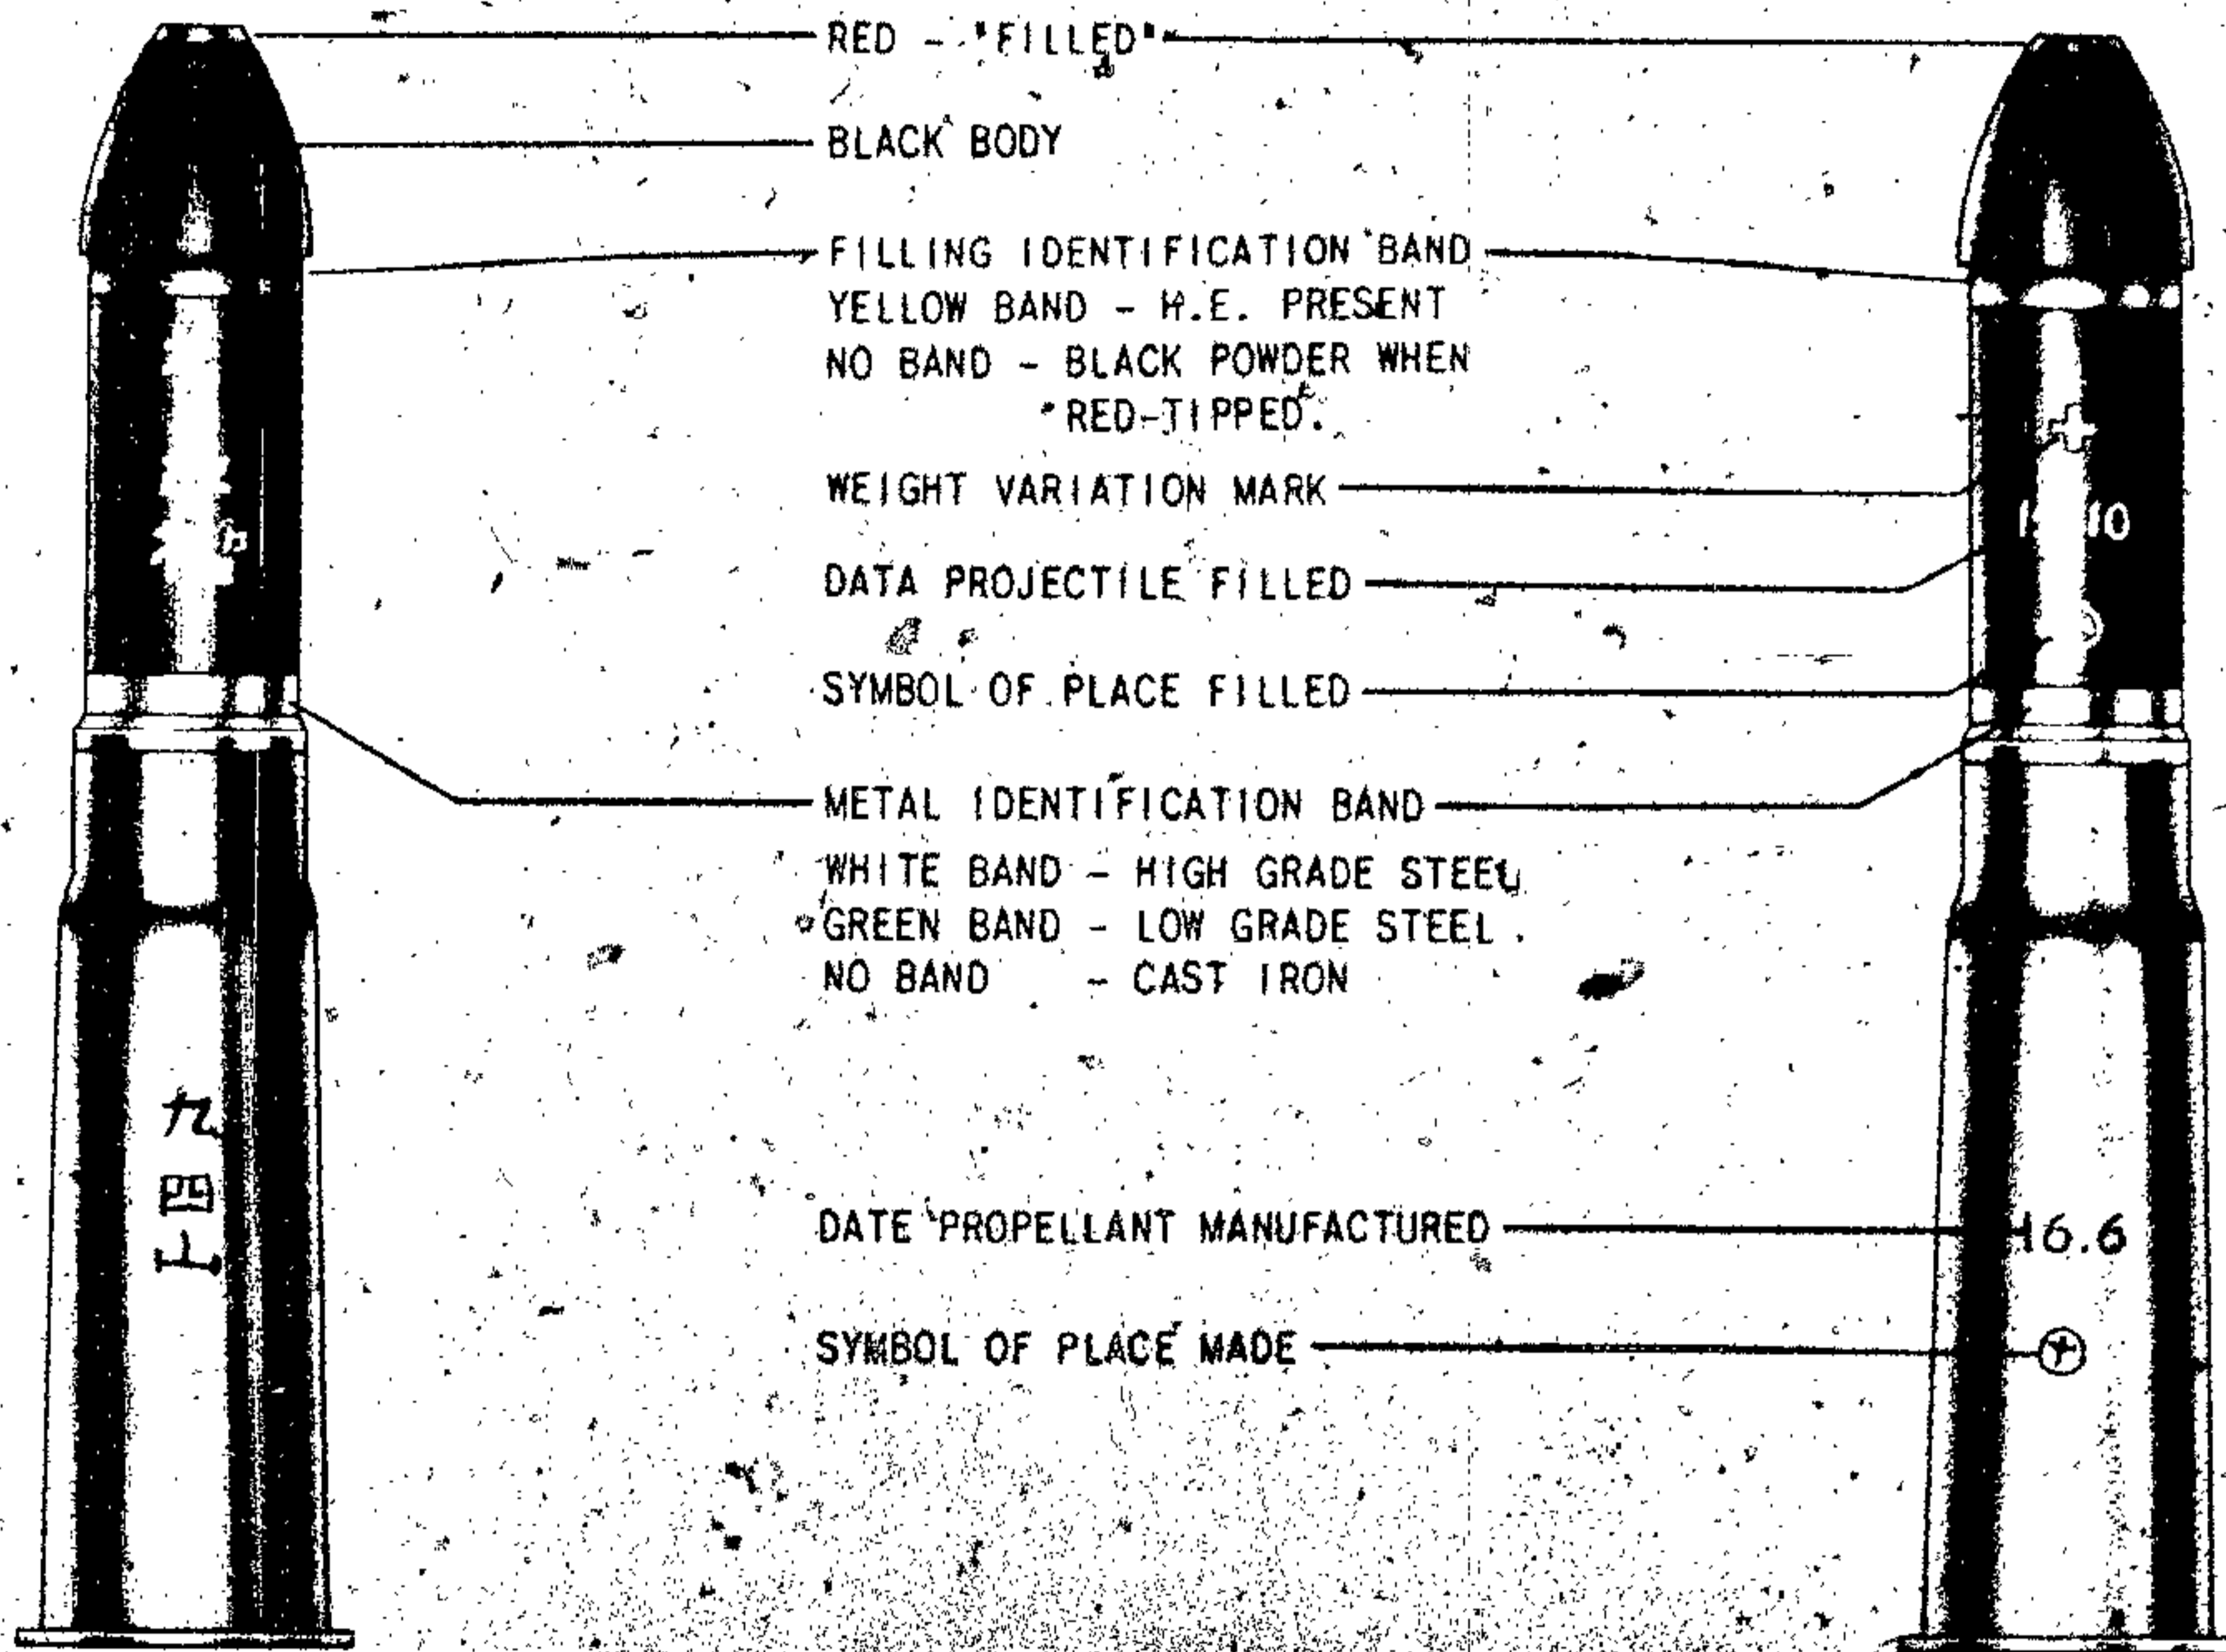 RED - "FILLED"
BLACK BODY
FILLING IDENTIFICATION BAND
YELLOW BAND - H.E. PRESENT
NO BAND - BLACK POWDER WHEN
RED-TIPPED.
WEIGHT VARIATION MARK
DATA PROJECTILE FILLED
SYMBOL OF PLACE FILLED
METAL IDENTIFICATION BAND
WHITE BAND - HIGH GRADE STEEL
GREEN BAND - LOW GRADE STEEL.
NO BAND - CAST IRON
九
四
上
DATE PROPELLANT MANUFACTURED
16.6
SYMBOL OF PLACE MADE